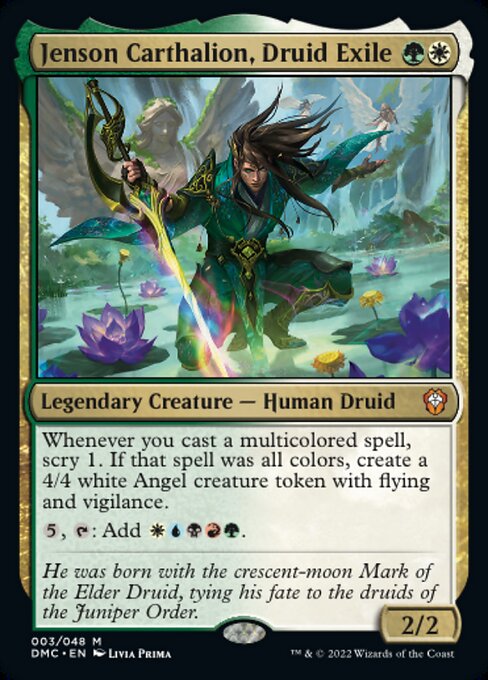 Jenson Carthalion, Druid Exile
Legendary Creature — Human Druid
Whenever you cast a multicolored spell,
scry 1. If that spell was all colors, create a
4/4 white Angel creature token with flying
and vigilance.
5, : Add .
He was born with the crescent-moon Mark of
the Elder Druid, tying his fate to the druids of
the Juniper Order.
2/2
003/048 M
DMC • EN Livia Prima
™ & © 2022 Wizards of the Coast